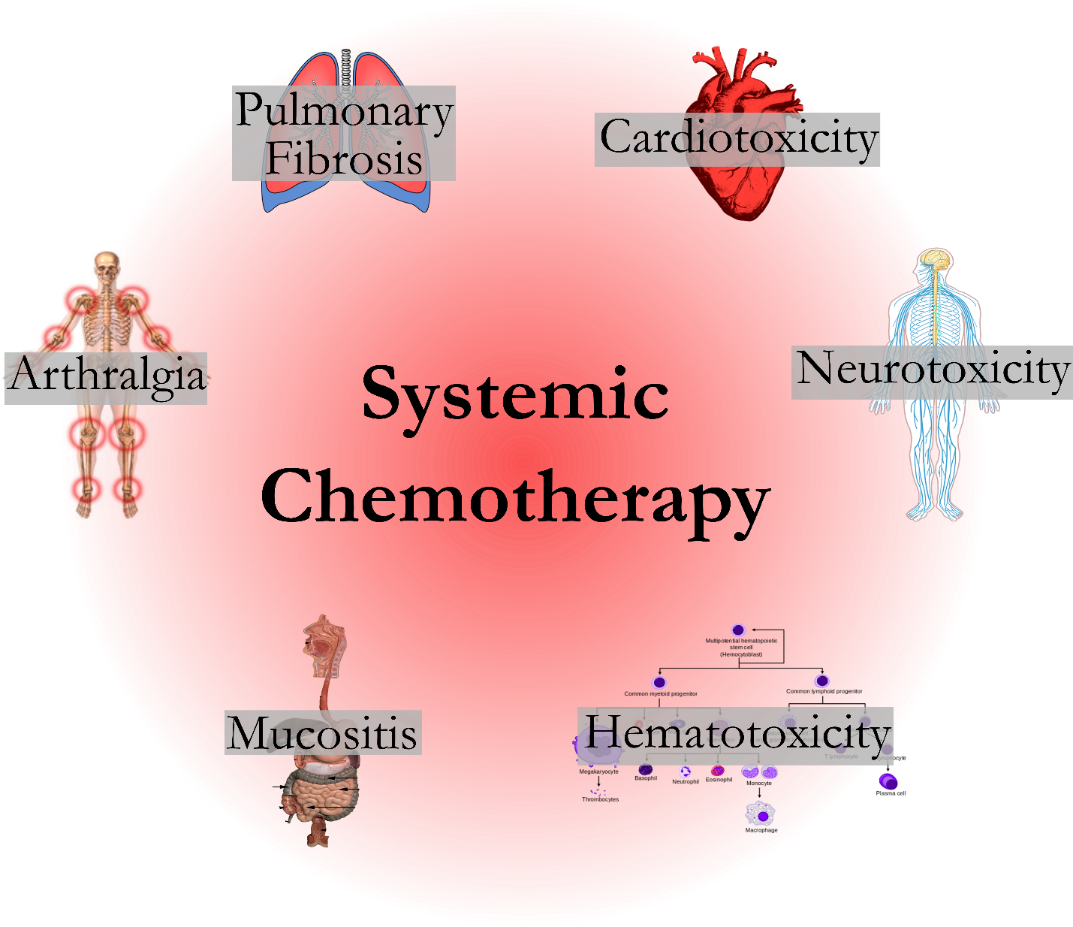 Pulmonary
Fibrosis
Cardiotoxicity
Arthralgia
Neurotoxicity
Systemic
Chemotherapy
Mucositis
Hematotoxicity
Multipotential hematopoietic
stem cell
(Hemocytoblast)
Common myeloid progenitor
Common lymphoid progenitor
Megakaryocyte
Basophil
Neutrophil
Eosinophil
Monocyte
Thrombocytes
Plasma cell
Macrophage